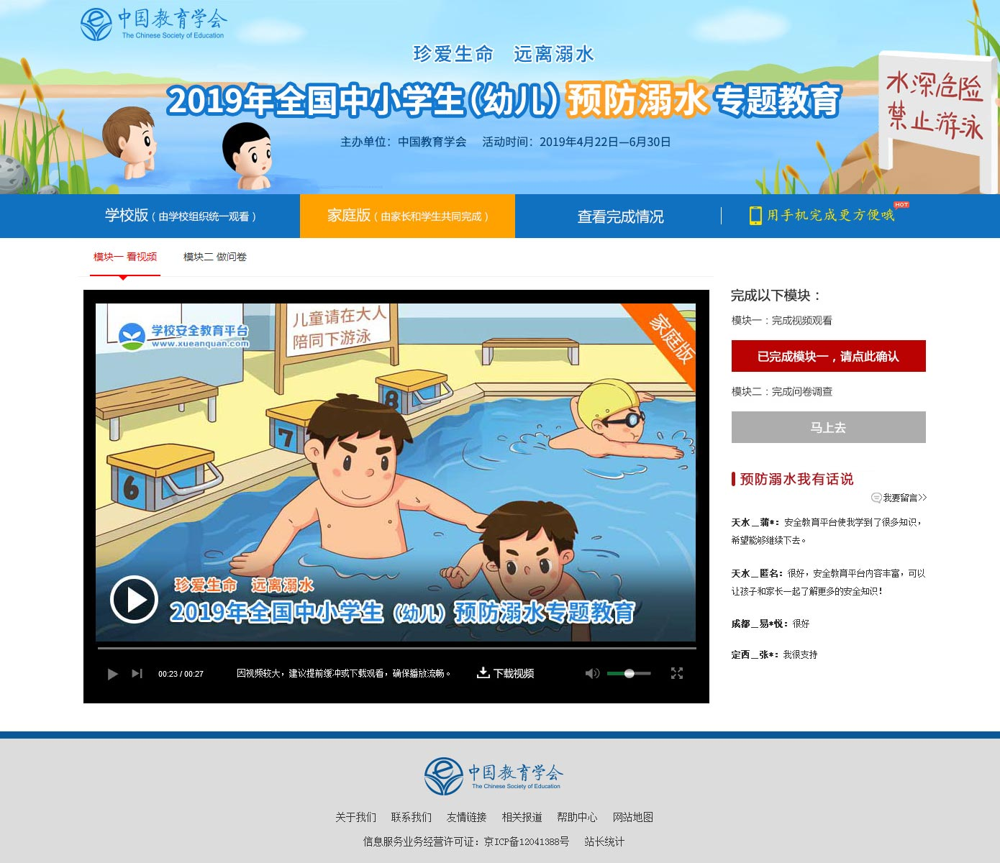 中国教育学会
The Chinese Society of Education
珍爱生命 远离溺水
2019年全国中小学生（幼儿）预防溺水专题教育
主办单位：中国教育学会 活动时间：2019年4月22日—6月30日
水深危险
禁止游泳
学校版（由学校组织统一观看） 家庭版（由家长和学生共同完成） 查看完成情况 用手机完成更方便哦 HOT
模块一 看视频 模块二 做问卷
学校安全教育平台
www.xueanquan.com
儿童请在大人
陪同下游泳
家庭版
8
7
6
珍爱生命 远离溺水
2019年全国中小学生（幼儿）预防溺水专题教育
00:23 / 00:27 因视频较大，建议提前缓冲或下载观看，确保播放流畅。 下载视频
完成以下模块：
模块一：完成视频观看
已完成模块一，请点此确认
模块二：完成问卷调查
马上去
预防溺水我有话说
我要留言>>
天水__蒲*：安全教育平台使我学到了很多知识，
希望能够继续下去。
天水__匿名：很好，安全教育平台内容丰富，可以
让孩子和家长一起了解更多的安全知识！
成都__易*悦：很好
定西__张*：我很支持
中国教育学会
The Chinese Society of Education
关于我们 联系我们 友情链接 相关报道 帮助中心 网站地图
信息服务业务经营许可证：京ICP备12041388号 站长统计